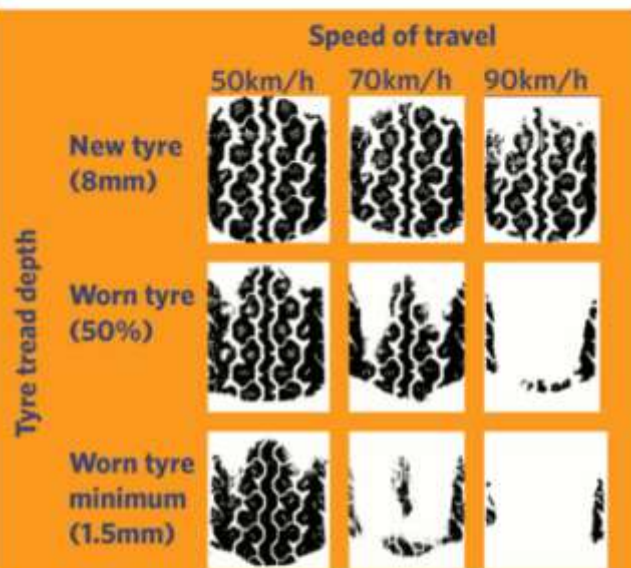 Speed of travel
50km/h 70km/h 90km/h
New tyre
(8mm)
Worn tyre
(50%)
Worn tyre
minimum
(1.5mm)
Tyre tread depth